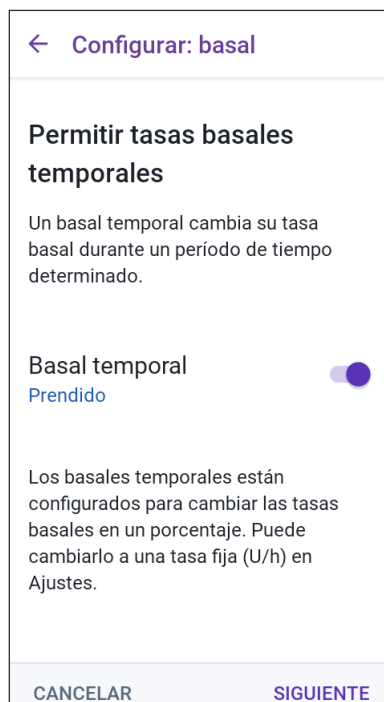 Configurar: basal
Permitir tasas basales
temporales
Un basal temporal cambia su tasa
basal durante un período de tiempo
determinado.
Basal temporal
Prendido
Los basales temporales están
configurados para cambiar las tasas
basales en un porcentaje. Puede
cambiarlo a una tasa fija (U/h) en
Ajustes.
CANCELAR SIGUIENTE